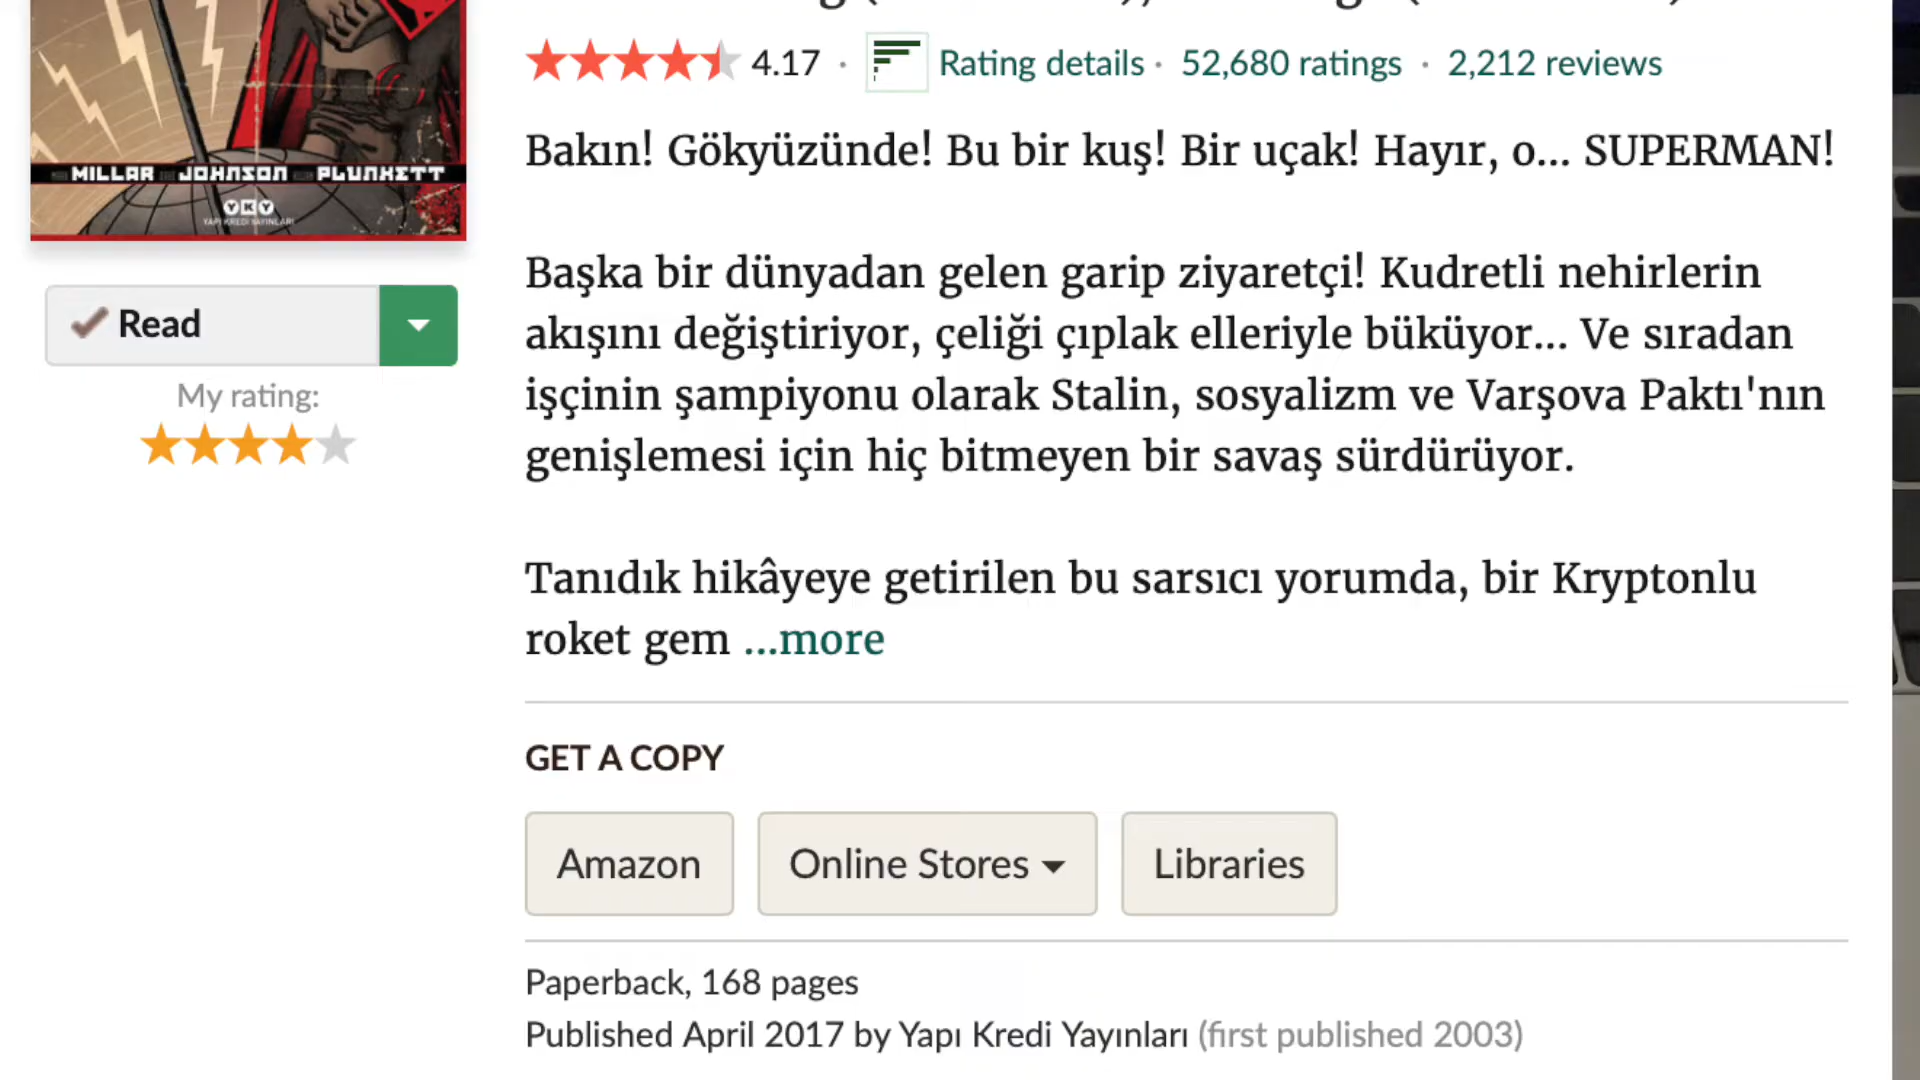 MILLAR JOHNSON PLUNKETT
YKY
YAPI KREDİ YAYINLARI
4.17 · Rating details · 52,680 ratings · 2,212 reviews
Bakın! Gökyüzünde! Bu bir kuş! Bir uçak! Hayır, o... SUPERMAN!
Başka bir dünyadan gelen garip ziyaretçi! Kudretli nehirlerin
akışını değiştiriyor, çeliği çıplak elleriyle büküyor... Ve sıradan
işçinin şampiyonu olarak Stalin, sosyalizm ve Varşova Paktı'nın
genişlemesi için hiç bitmeyen bir savaş sürdürüyor.
Tanıdık hikâyeye getirilen bu sarsıcı yorumda, bir Kryptonlu
roket gem ...more
Read
My rating:
GET A COPY
Amazon
Online Stores
Libraries
Paperback, 168 pages
Published April 2017 by Yapı Kredi Yayınları (first published 2003)